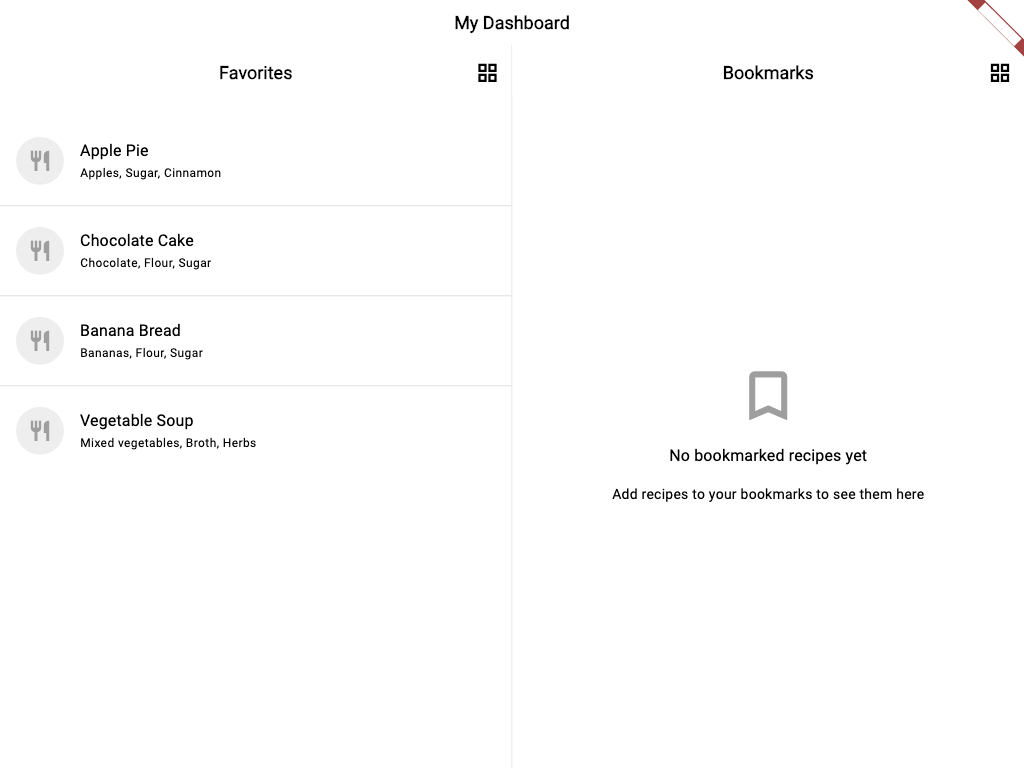 My Dashboard
Favorites
Apple Pie
Apples, Sugar, Cinnamon
Chocolate Cake
Chocolate, Flour, Sugar
Banana Bread
Bananas, Flour, Sugar
Vegetable Soup
Mixed vegetables, Broth, Herbs
Bookmarks
No bookmarked recipes yet
Add recipes to your bookmarks to see them here